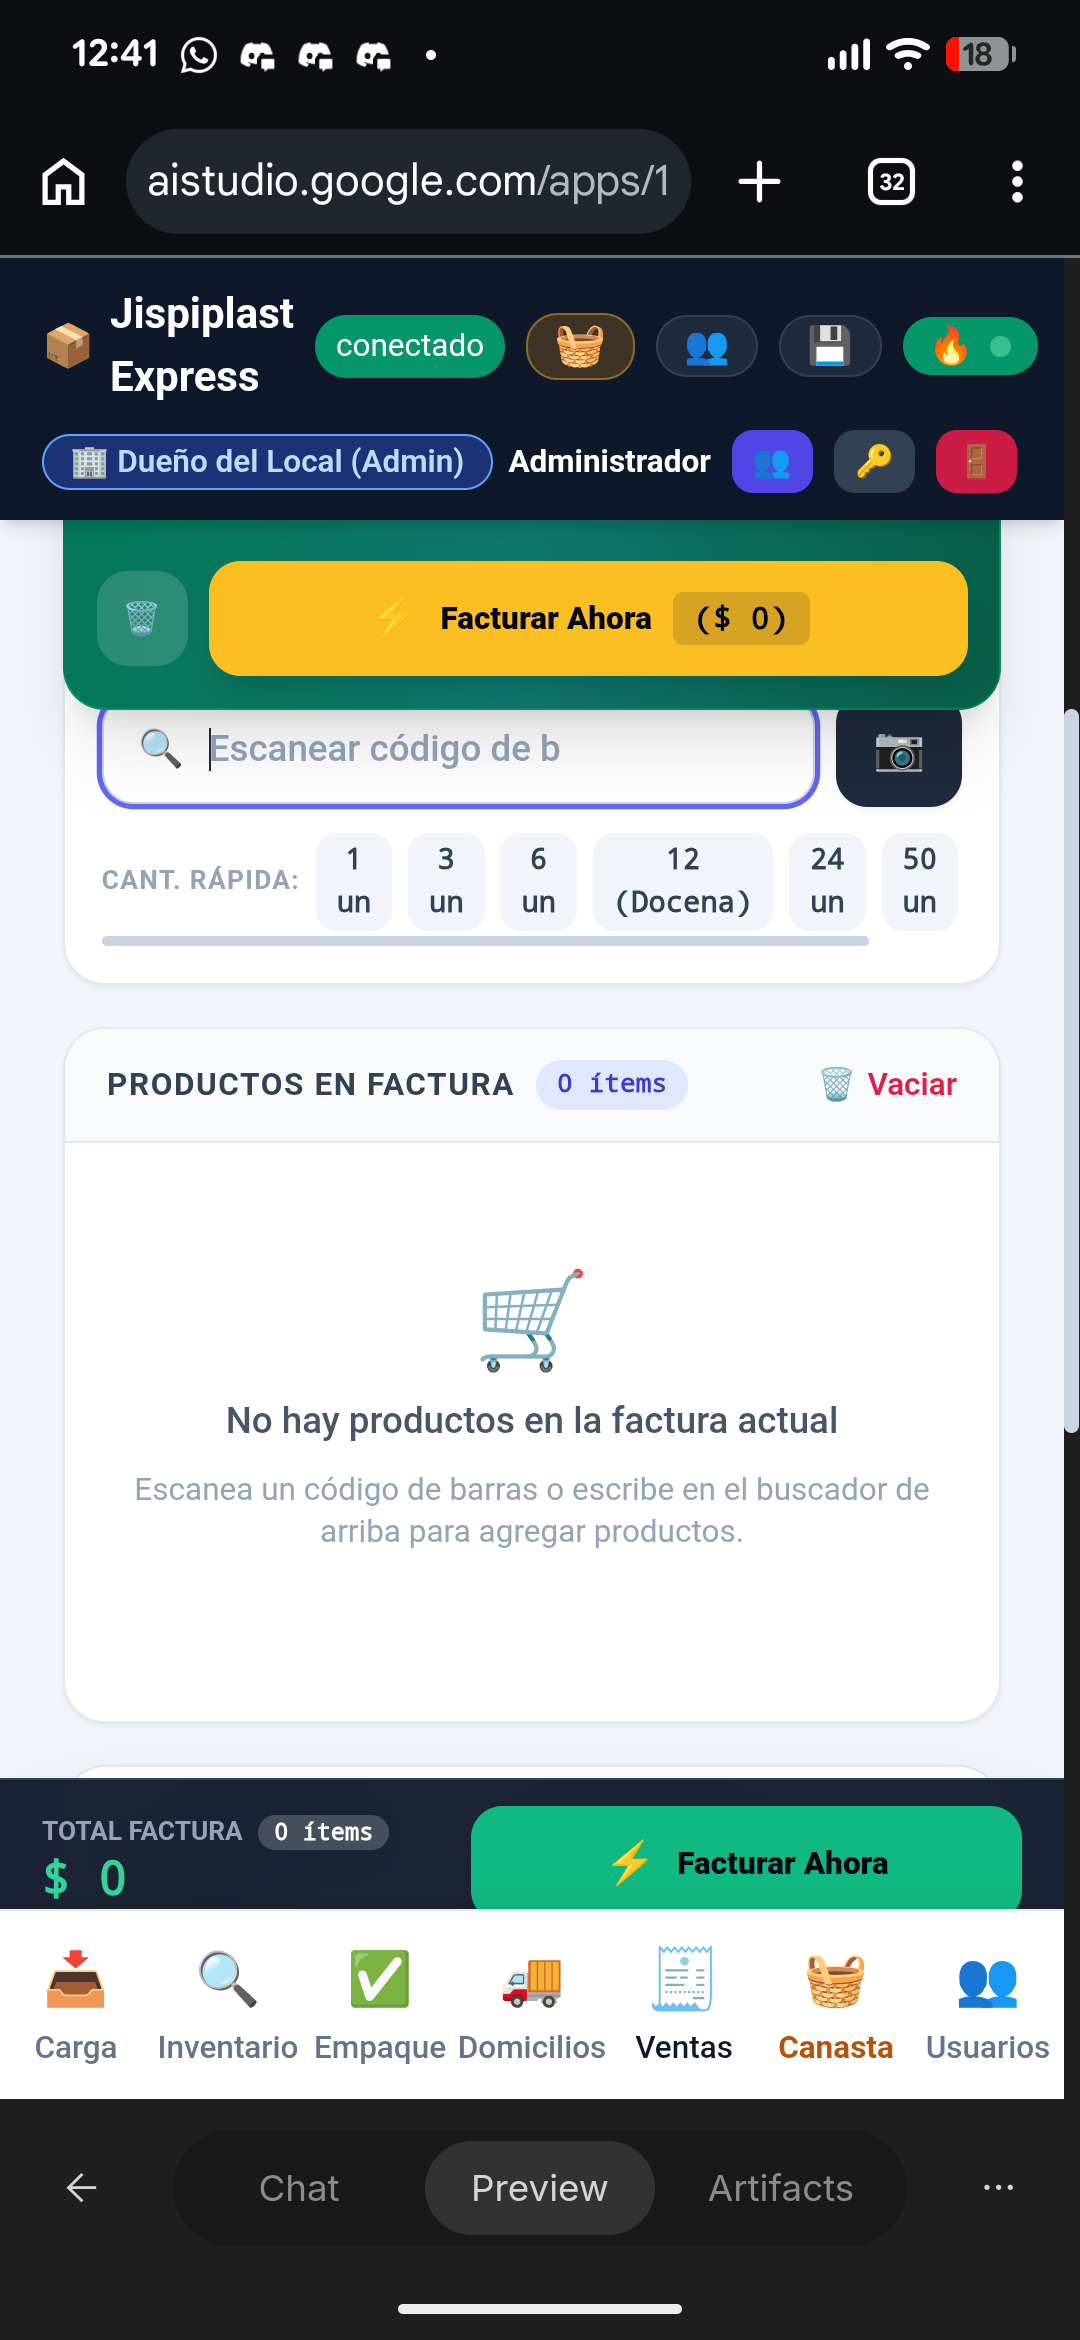 12:41
18
aistudio.google.com/apps/1
32
Jispiplast
Express
conectado
Dueño del Local (Admin)
Administrador
Facturar Ahora ($ 0)
Escanear código de b
CANT. RÁPIDA:
1 un
3 un
6 un
12 (Docena)
24 un
50 un
PRODUCTOS EN FACTURA
0 ítems
Vaciar
No hay productos en la factura actual
Escanea un código de barras o escribe en el buscador de
arriba para agregar productos.
TOTAL FACTURA 0 ítems
$ 0
Facturar Ahora
Carga
Inventario
Empaque
Domicilios
Ventas
Canasta
Usuarios
Chat
Preview
Artifacts